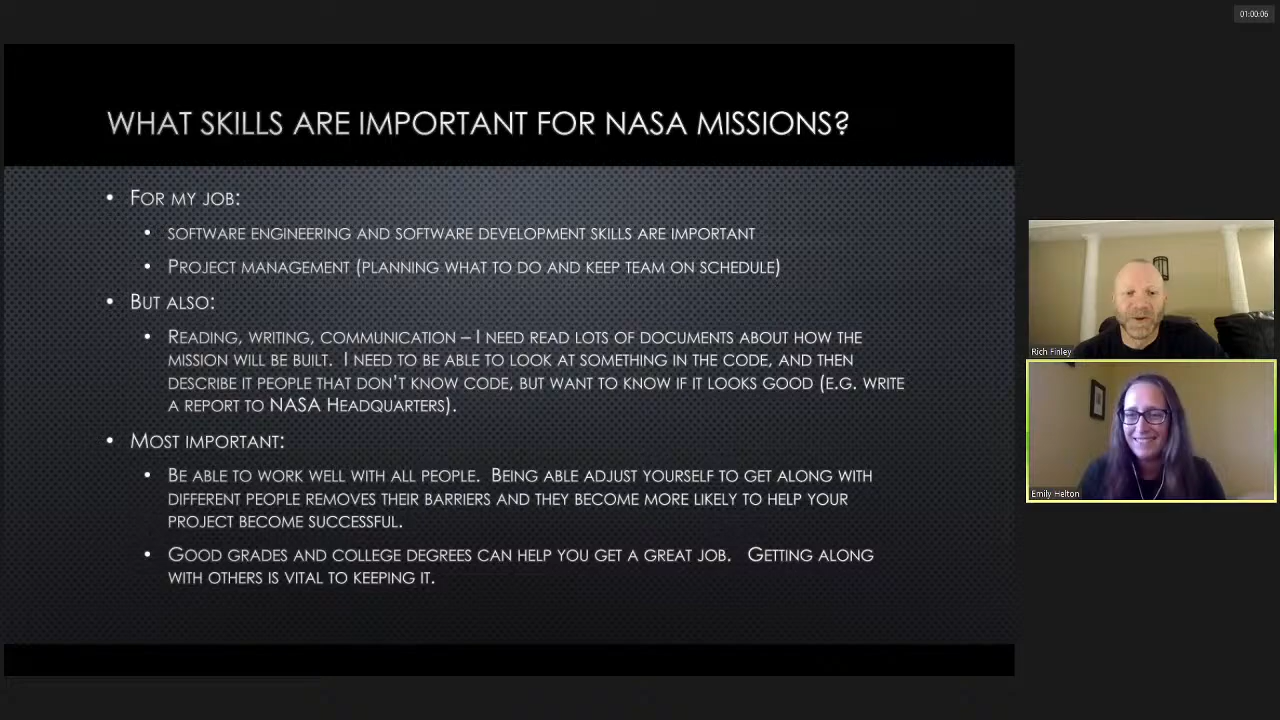 01:00:06
WHAT SKILLS ARE IMPORTANT FOR NASA MISSIONS?
• FOR MY JOB:
• SOFTWARE ENGINEERING AND SOFTWARE DEVELOPMENT SKILLS ARE IMPORTANT
• PROJECT MANAGEMENT (PLANNING WHAT TO DO AND KEEP TEAM ON SCHEDULE)
• BUT ALSO:
• READING, WRITING, COMMUNICATION – I NEED READ LOTS OF DOCUMENTS ABOUT HOW THE
MISSION WILL BE BUILT. I NEED TO BE ABLE TO LOOK AT SOMETHING IN THE CODE, AND THEN
DESCRIBE IT PEOPLE THAT DON'T KNOW CODE, BUT WANT TO KNOW IF IT LOOKS GOOD (E.G. WRITE
A REPORT TO NASA HEADQUARTERS).
• MOST IMPORTANT:
• BE ABLE TO WORK WELL WITH ALL PEOPLE. BEING ABLE ADJUST YOURSELF TO GET ALONG WITH
DIFFERENT PEOPLE REMOVES THEIR BARRIERS AND THEY BECOME MORE LIKELY TO HELP YOUR
PROJECT BECOME SUCCESSFUL.
• GOOD GRADES AND COLLEGE DEGREES CAN HELP YOU GET A GREAT JOB. GETTING ALONG
WITH OTHERS IS VITAL TO KEEPING IT.
Rich Finley
Emily Helton